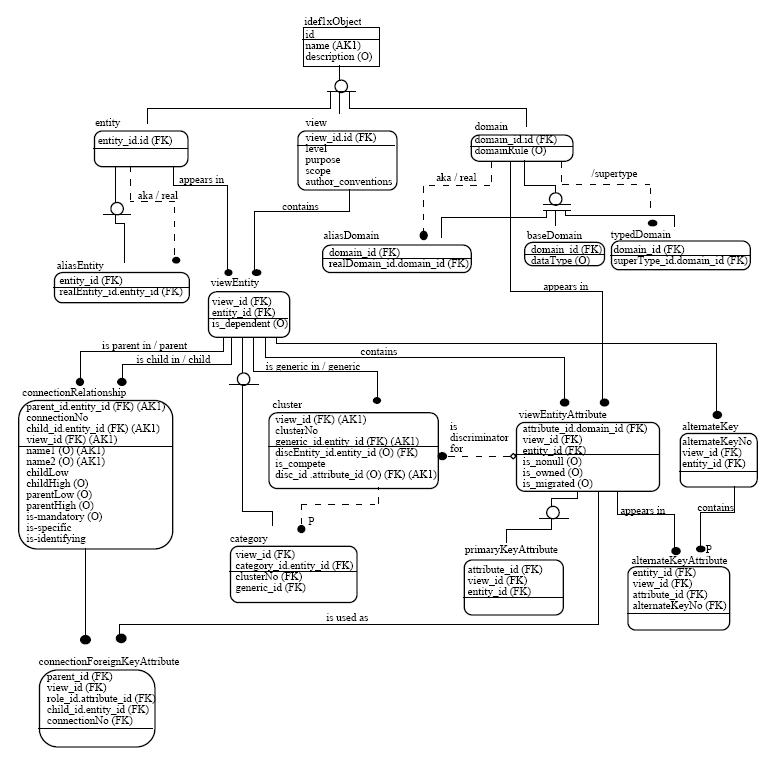 idef1xObject
id
name (AK1)
description (O)
entity
entity_id.id (FK)
view
view_id.id (FK)
level
purpose
scope
author_conventions
domain
domain_id.id (FK)
domainRule (O)
appears in
aka / real
contains
aka / real
/supertype
aliasEntity
entity_id (FK)
realEntity_id.entity_id (FK)
viewEntity
view_id (FK)
entity_id (FK)
is_dependent (O)
aliasDomain
domain_id (FK)
realDomain_id.domain_id (FK)
baseDomain
domain_id (FK)
dataType (O)
typedDomain
domain_id (FK)
superType_id.domain_id (FK)
appears in
is parent in / parent
is child in / child
is generic in / generic
contains
connectionRelationship
parent_id.entity_id (FK) (AK1)
connectionNo
child_id.entity_id (FK) (AK1)
view_id (FK) (AK1)
name1 (O) (AK1)
name2 (O) (AK1)
childLow
childHigh (O)
parentLow (O)
parentHigh (O)
is-mandatory (O)
is-specific
is-identifying
cluster
view_id (FK) (AK1)
clusterNo
generic_id.entity_id (FK) (AK1)
discEntity_id.entity_id (O) (FK)
is_compete
disc_id .attribute_id (O) (FK) (AK1)
is
discriminator
for
viewEntityAttribute
attribute_id.domain_id (FK)
view_id (FK)
entity_id (FK)
is_nonull (O)
is_owned (O)
is_migrated (O)
alternateKey
alternateKeyNo
view_id (FK)
entity_id (FK)
P
category
view_id (FK)
category_id.entity_id (FK)
clusterNo (FK)
generic_id (FK)
primaryKeyAttribute
attribute_id (FK)
view_id (FK)
entity_id (FK)
appears in
contains
P
alternateKeyAttribute
entity_id (FK)
view_id (FK)
attribute_id (FK)
alternateKeyNo (FK)
is used as
connectionForeignKeyAttribute
parent_id (FK)
view_id (FK)
role_id.attribute_id (FK)
child_id.entity_id (FK)
connectionNo (FK)